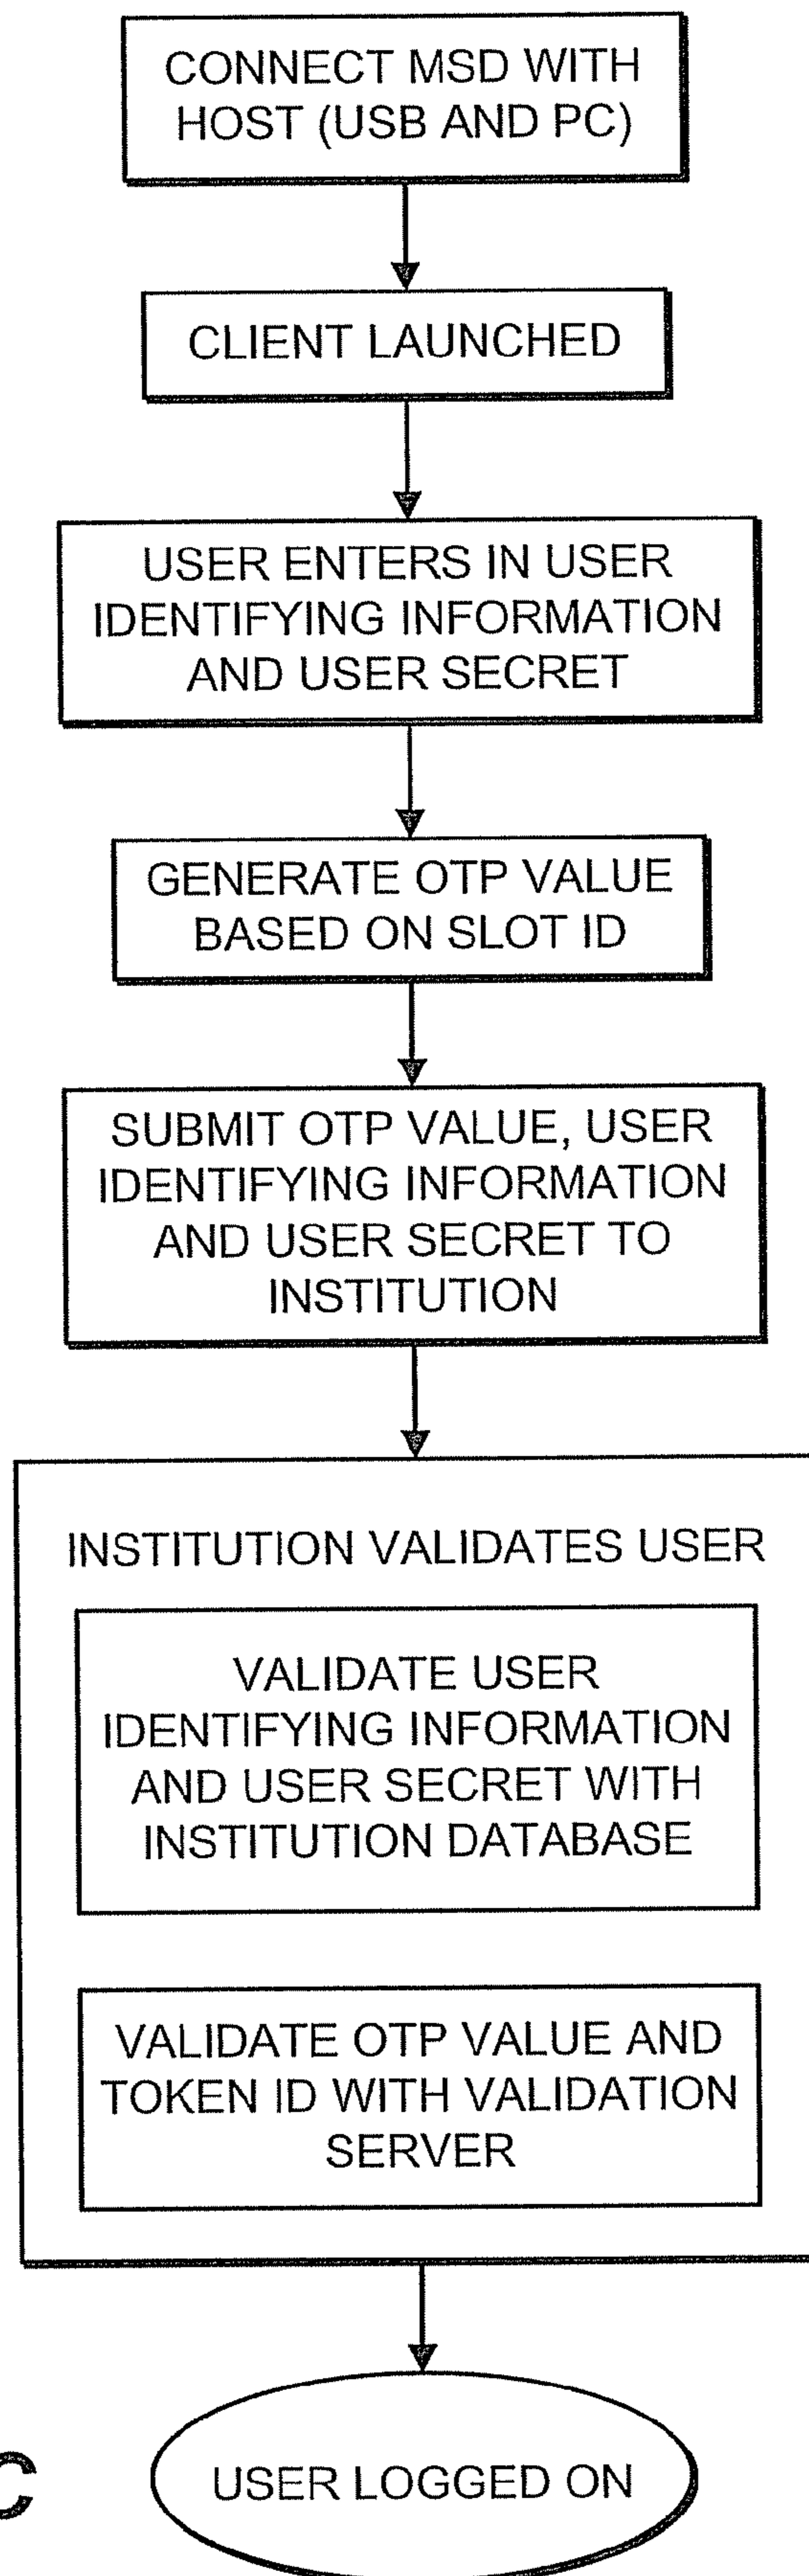 CONNECT MSD WITH
HOST (USB AND PC)
CLIENT LAUNCHED
USER ENTERS IN USER
IDENTIFYING INFORMATION
AND USER SECRET
GENERATE OTP VALUE
BASED ON SLOT ID
SUBMIT OTP VALUE, USER
IDENTIFYING INFORMATION
AND USER SECRET TO
INSTITUTION
INSTITUTION VALIDATES USER
VALIDATE USER
IDENTIFYING INFORMATION
AND USER SECRET WITH
INSTITUTION DATABASE
VALIDATE OTP VALUE AND
TOKEN ID WITH VALIDATION
SERVER
C
USER LOGGED ON